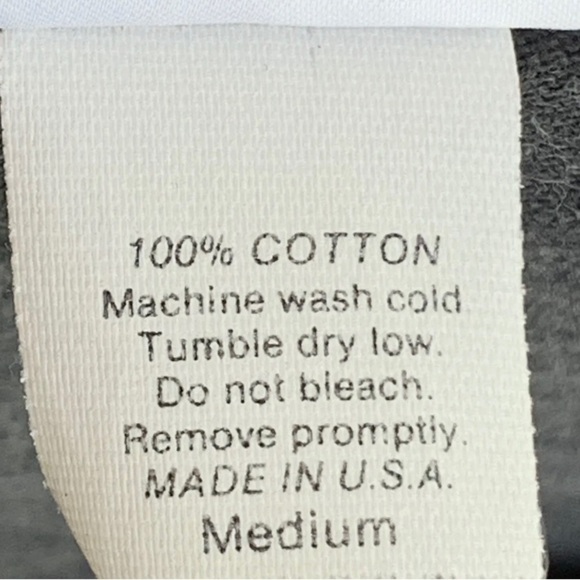 100% COTTON
Machine wash cold
Tumble dry low.
Do not bleach.
Remove promptly.
MADE IN U.S.A.
Medium